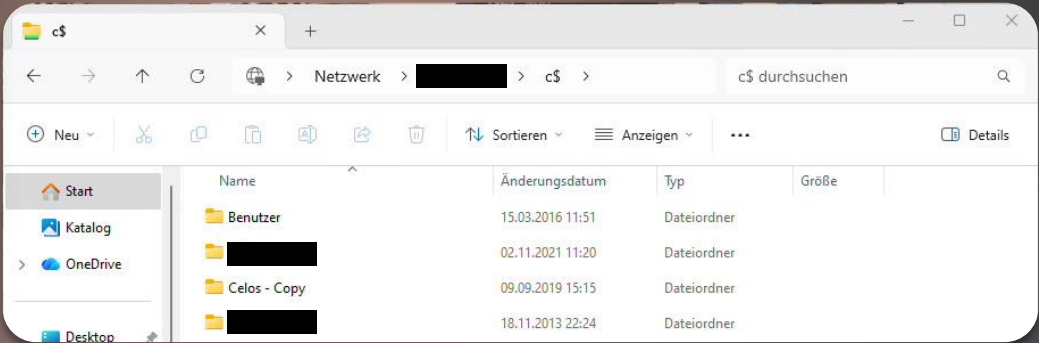 c$
Netzwerk > > c$ > c$ durchsuchen
Neu Sortieren Anzeigen ... Details
Name Änderungsdatum Typ Größe
Start
Benutzer 15.03.2016 11:51 Dateiordner
Katalog
02.11.2021 11:20 Dateiordner
OneDrive
Celos - Copy 09.09.2019 15:15 Dateiordner
18.11.2013 22:24 Dateiordner
Desktop